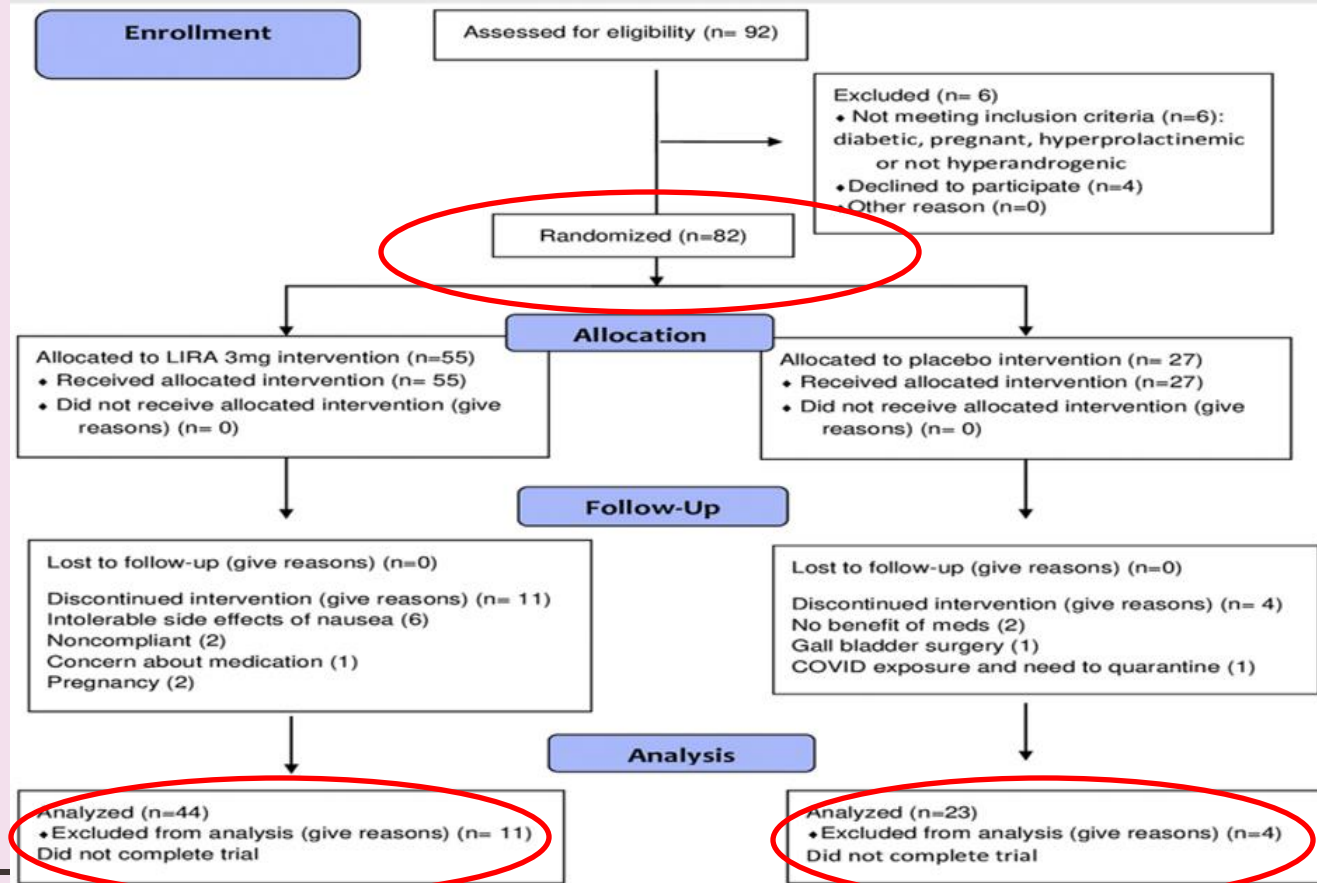 Enrollment
Assessed for eligibility (n= 92)
Excluded (n= 6)
⬥ Not meeting inclusion criteria (n=6):
diabetic, pregnant, hyperprolactinemic
or not hyperandrogenic
⬥Declined to participate (n=4)
⬥Other reason (n=0)
Randomized (n=82)
Allocation
Allocated to LIRA 3mg intervention (n=55)
⬥ Received allocated intervention (n= 55)
⬥ Did not receive allocated intervention (give
reasons) (n= 0)
Allocated to placebo intervention (n= 27)
⬥ Received allocated intervention (n=27)
⬥ Did not receive allocated intervention (give
reasons) (n= 0)
Follow-Up
Lost to follow-up (give reasons) (n=0)
Discontinued intervention (give reasons) (n= 11)
Intolerable side effects of nausea (6)
Noncompliant (2)
Concern about medication (1)
Pregnancy (2)
Lost to follow-up (give reasons) (n=0)
Discontinued intervention (give reasons) (n= 4)
No benefit of meds (2)
Gall bladder surgery (1)
COVID exposure and need to quarantine (1)
Analysis
Analyzed (n=44)
⬥Excluded from analysis (give reasons) (n= 11)
Did not complete trial
Analyzed (n=23)
⬥Excluded from analysis (give reasons) (n=4)
Did not complete trial